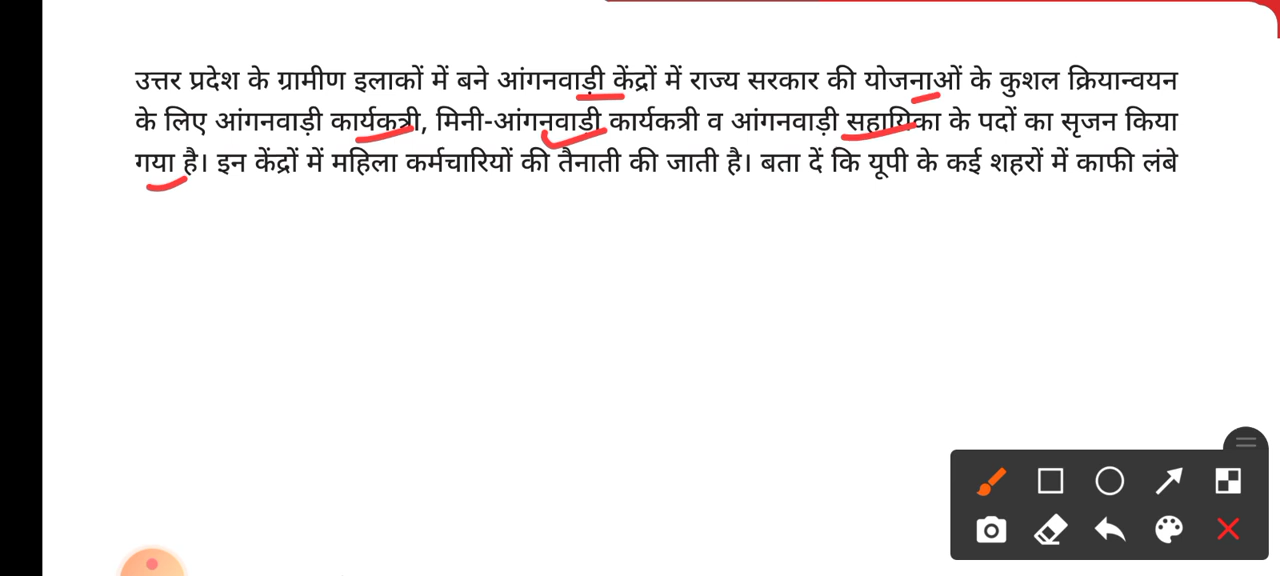 उत्तर प्रदेश के ग्रामीण इलाकों में बने आंगनवाड़ी केंद्रों में राज्य सरकार की योजनाओं के कुशल क्रियान्वयन
के लिए आंगनवाड़ी कार्यकत्री, मिनी-आंगनवाडी कार्यकत्री व आंगनवाड़ी सहायिका के पदों का सृजन किया
गया है। इन केंद्रों में महिला कर्मचारियों की तैनाती की जाती है। बता दें कि यूपी के कई शहरों में काफी लंबे